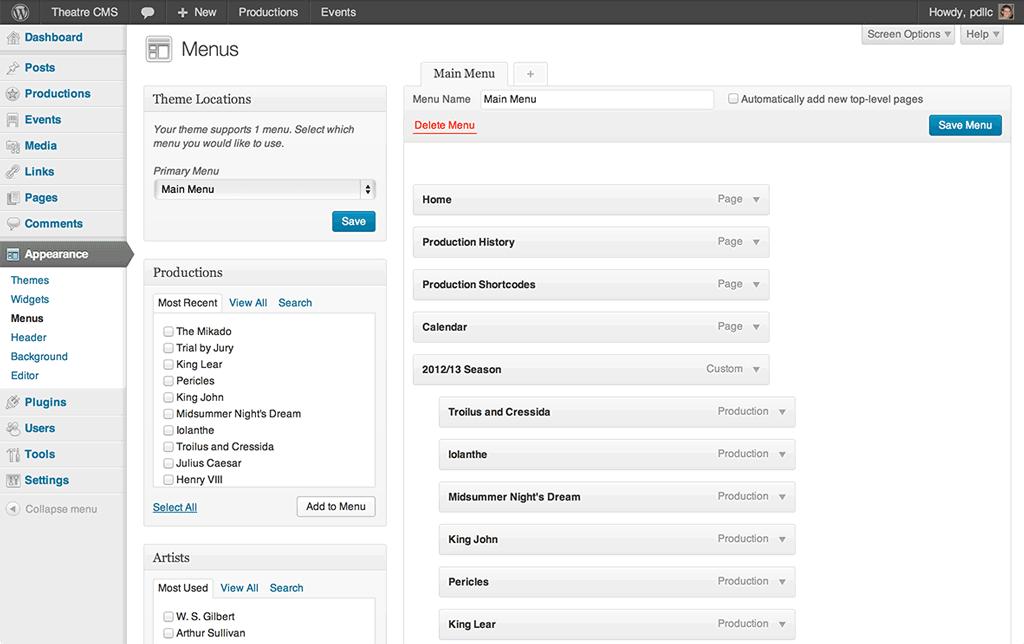 Theatre CMS
New
Productions
Events
Howdy, pdllc
Dashboard
Posts
Productions
Events
Media
Links
Pages
Comments
Appearance
Themes
Widgets
Menus
Header
Background
Editor
Plugins
Users
Tools
Settings
Collapse menu
Menus
Screen Options
Help
Theme Locations
Your theme supports 1 menu. Select which
menu you would like to use.
Primary Menu
Main Menu
Save
Productions
Most Recent View All Search
The Mikado
Trial by Jury
King Lear
Pericles
King John
Midsummer Night's Dream
Iolanthe
Troilus and Cressida
Julius Caesar
Henry VIII
Select All
Add to Menu
Artists
Most Used View All Search
W. S. Gilbert
Arthur Sullivan
Main Menu
+
Menu Name Main Menu
Automatically add new top-level pages
Delete Menu
Save Menu
Home Page
Production History Page
Production Shortcodes Page
Calendar Page
2012/13 Season Custom
Troilus and Cressida Production
Iolanthe Production
Midsummer Night's Dream Production
King John Production
Pericles Production
King Lear Production